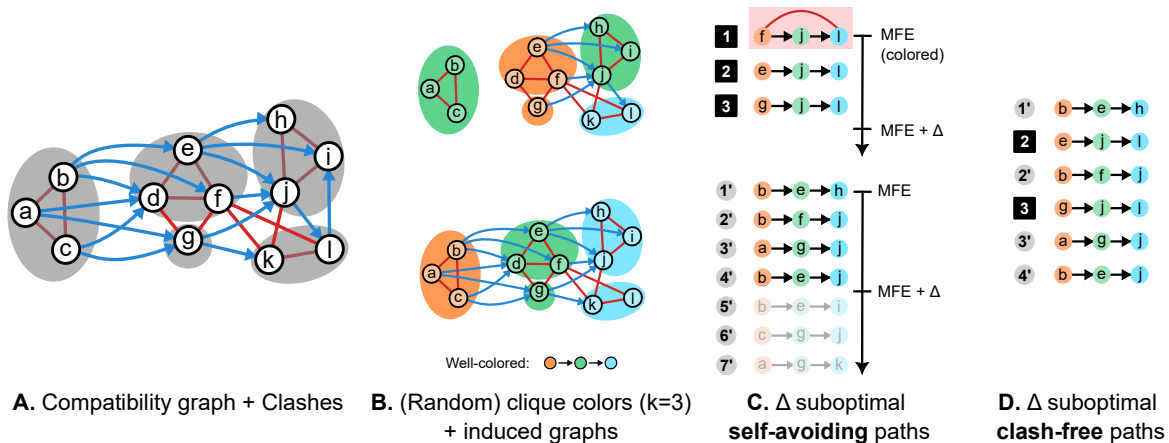 a
b
c
d
e
f
g
h
i
j
k
l
A. Compatibility graph + Clashes
a
b
c
d
e
f
g
h
i
j
k
l
a
b
c
d
e
f
g
h
i
j
k
l
Well-colored:
B. (Random) clique colors (k=3)
+ induced graphs
1 f j l
2 e j l
3 g j l
MFE
(colored)
MFE + Δ
1' b e h
2' b f j
3' a g j
4' b e j
5' b e i
6' c g j
7' a g k
MFE
MFE + Δ
C. Δ suboptimal
self-avoiding paths
1' b e h
2 e j l
2' b f j
3 g j l
3' a g j
4' b e j
D. Δ suboptimal
clash-free paths